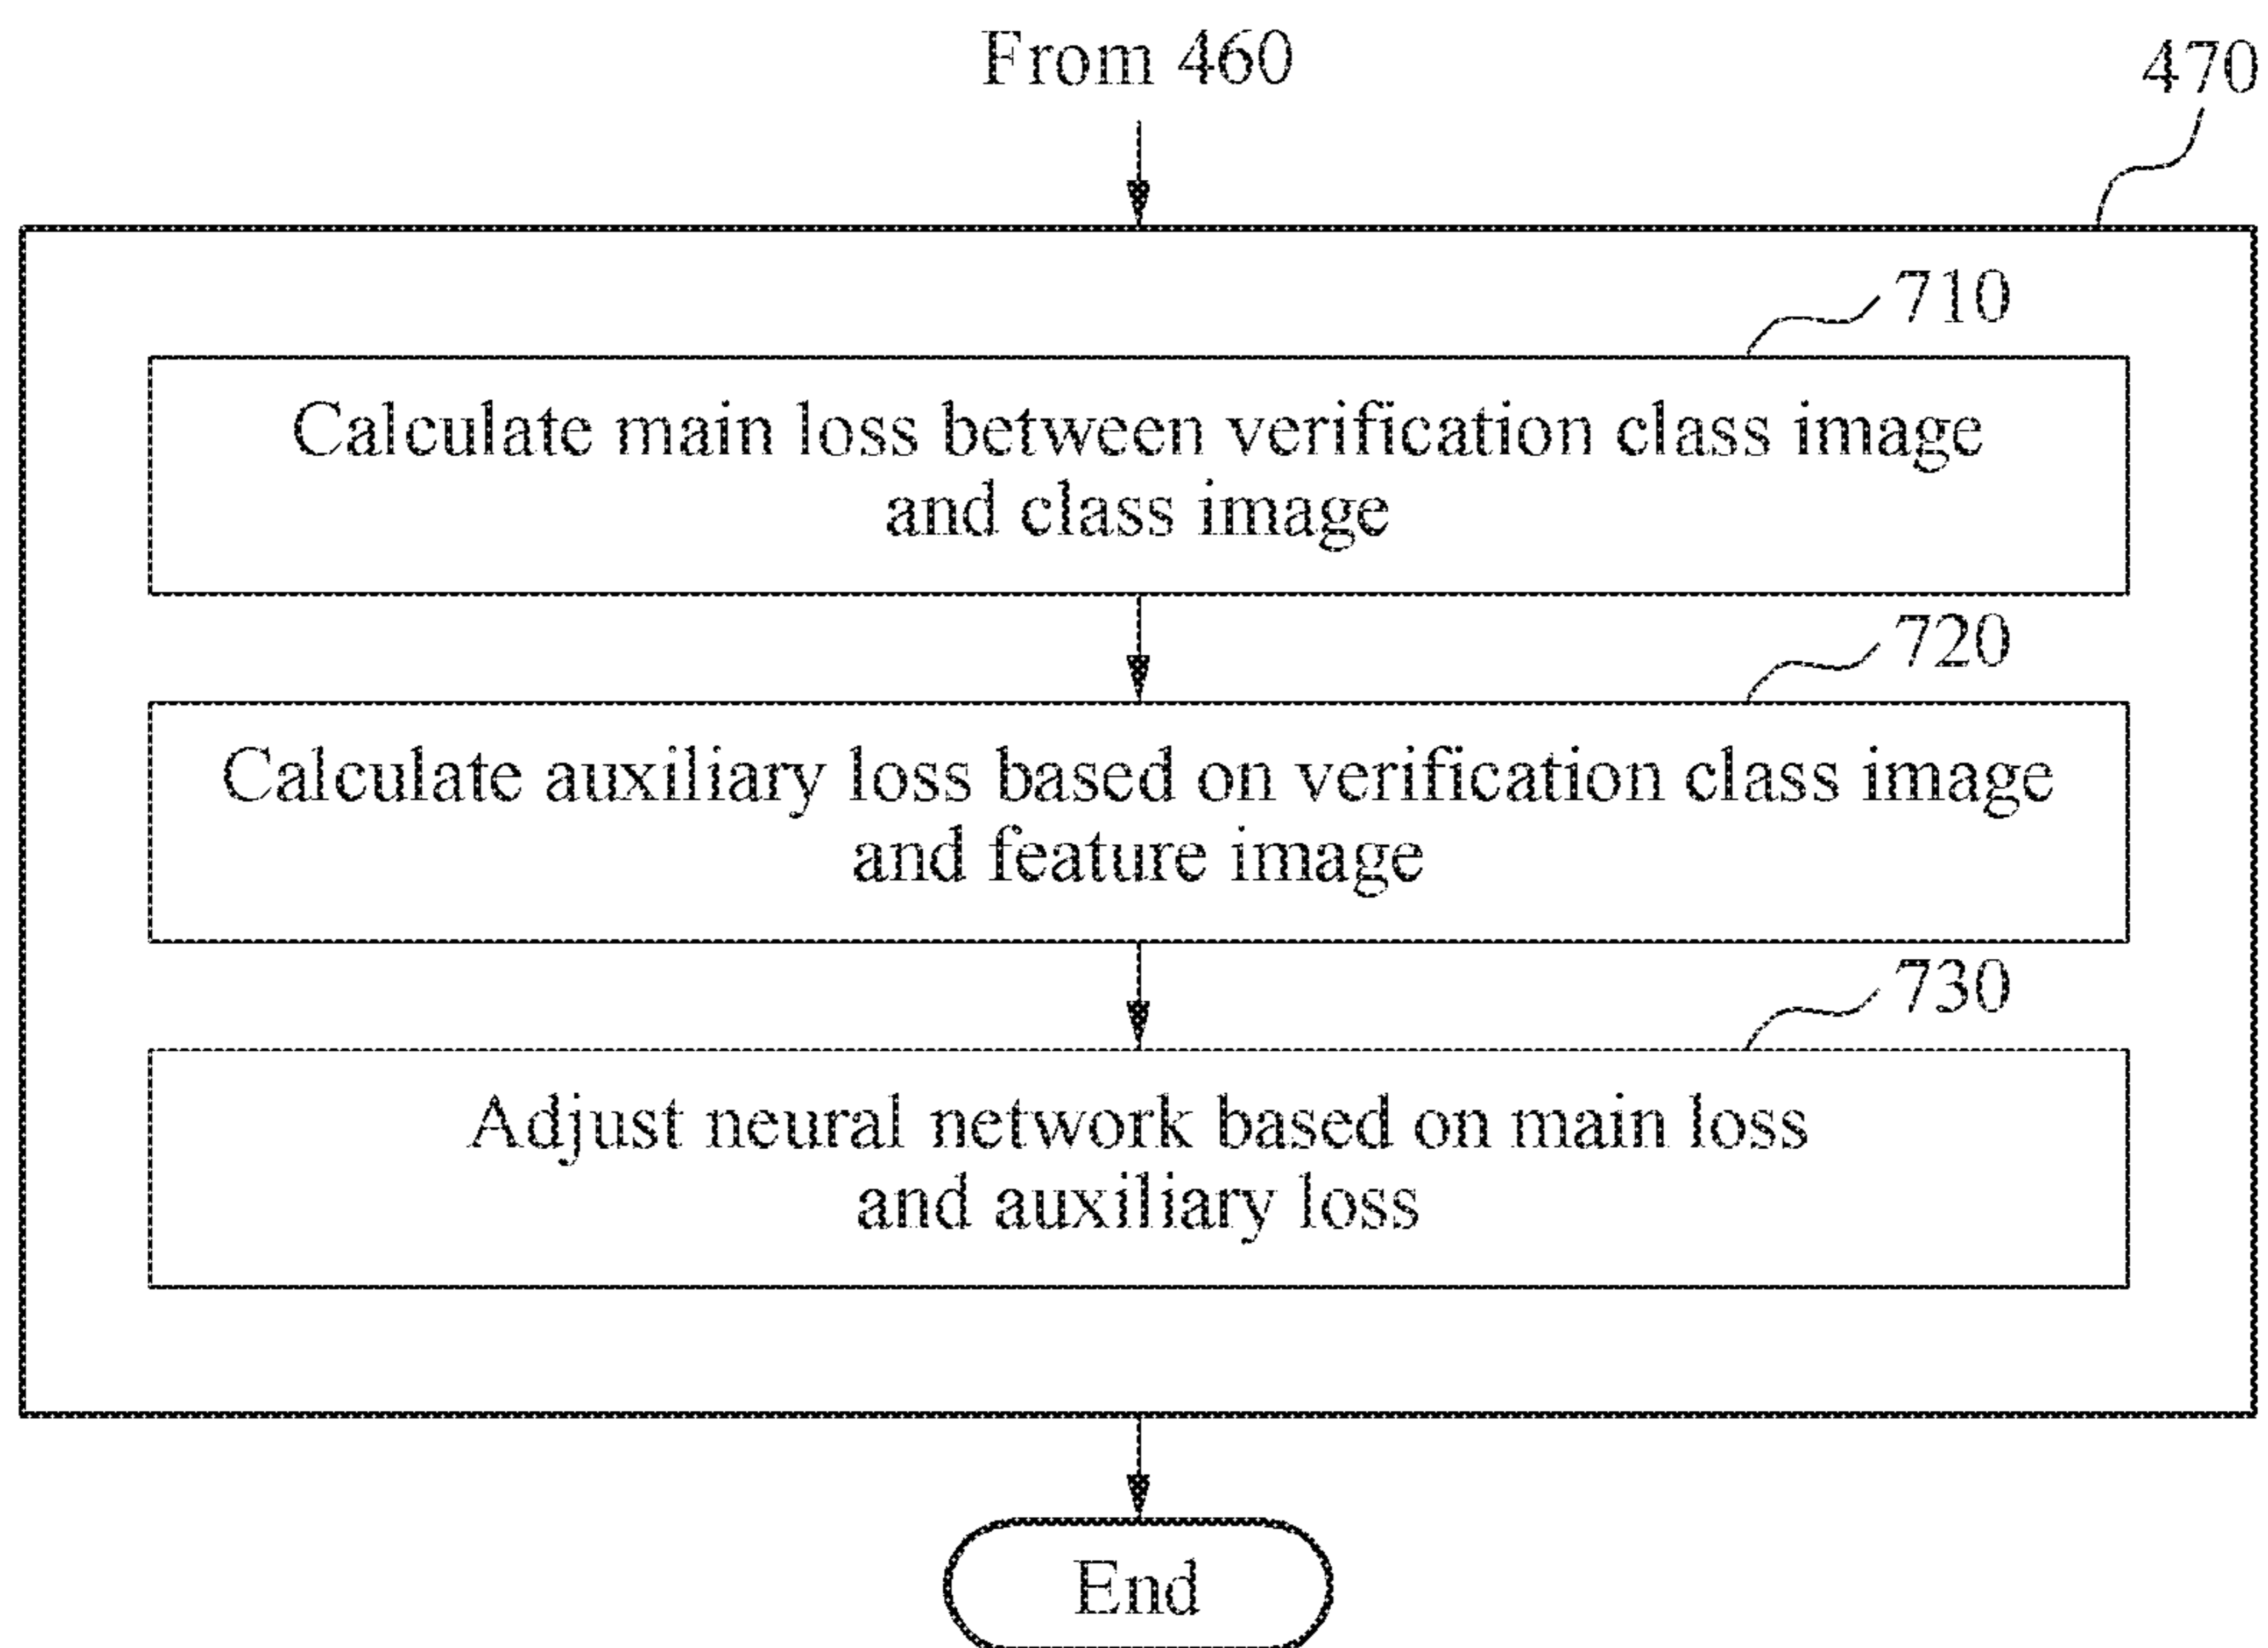 From 460
470
710
Calculate main loss between verification class image
and class image
720
Calculate auxiliary loss based on verification class image
and feature image
730
Adjust neural network based on main loss
and auxiliary loss
End